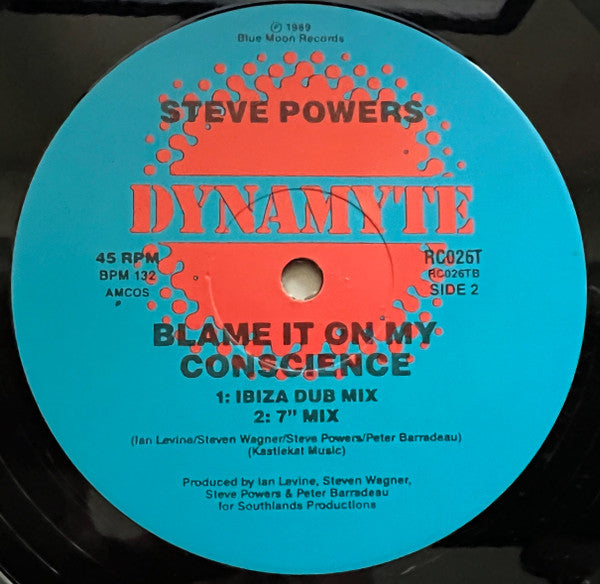 ℗ 1989
Blue Moon Records
STEVE POWERS
DYNAMYTE
45 RPM
BPM 132
AMCOS
RC026T
RC026TB
SIDE 2
BLAME IT ON MY
CONSCIENCE
1: IBIZA DUB MIX
2: 7" MIX
(Ian Levine/Steven Wagner/Steve Powers/Peter Barradeau)
(Kastlekat Music)
Produced by Ian Levine, Steven Wagner,
Steve Powers & Peter Barradeau
for Southlands Productions